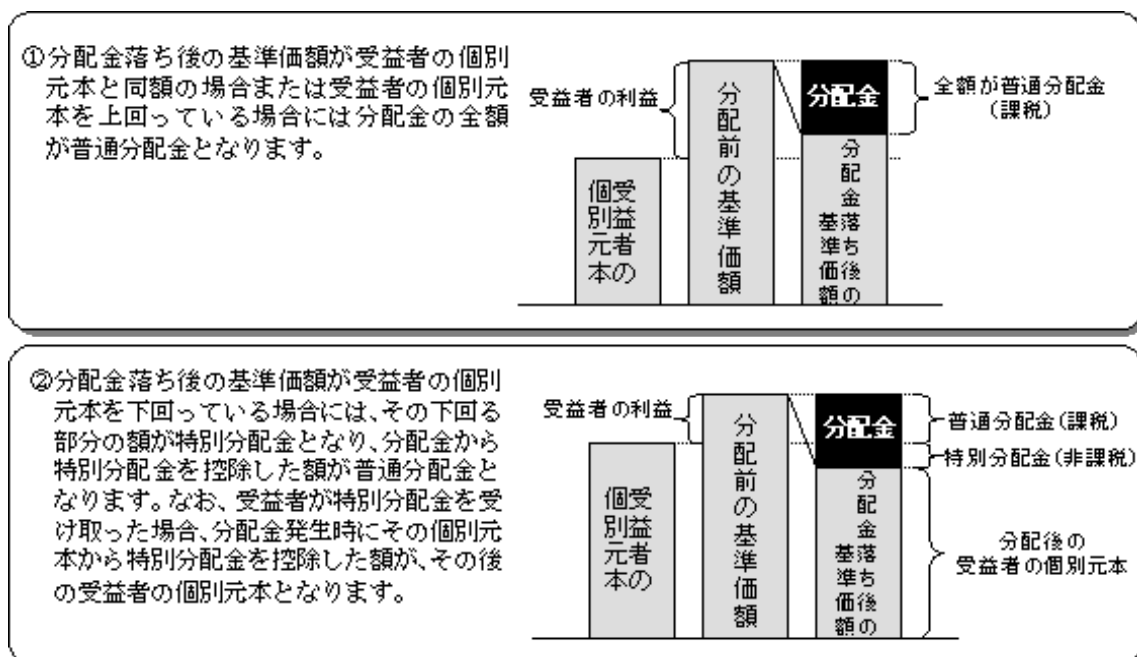 ①分配金落ち後の基準価額が受益者の個別
元本と同額の場合または受益者の個別元
本を上回っている場合には分配金の全額
が普通分配金となります。
受益者の利益
受益者の
個別元本
分配前の基準価額
分配金
分配金落ち後の
基準価額
全額が普通分配金
(課税)
②分配金落ち後の基準価額が受益者の個別
元本を下回っている場合には、その下回る
部分の額が特別分配金となり、分配金から
特別分配金を控除した額が普通分配金と
なります。なお、受益者が特別分配金を受
け取った場合、分配金発生時にその個別元
本から特別分配金を控除した額が、その後
の受益者の個別元本となります。
受益者の利益
受益者の
個別元本
分配前の基準価額
分配金
分配金落ち後の
基準価額
普通分配金(課税)
特別分配金(非課税)
分配後の
受益者の個別元本